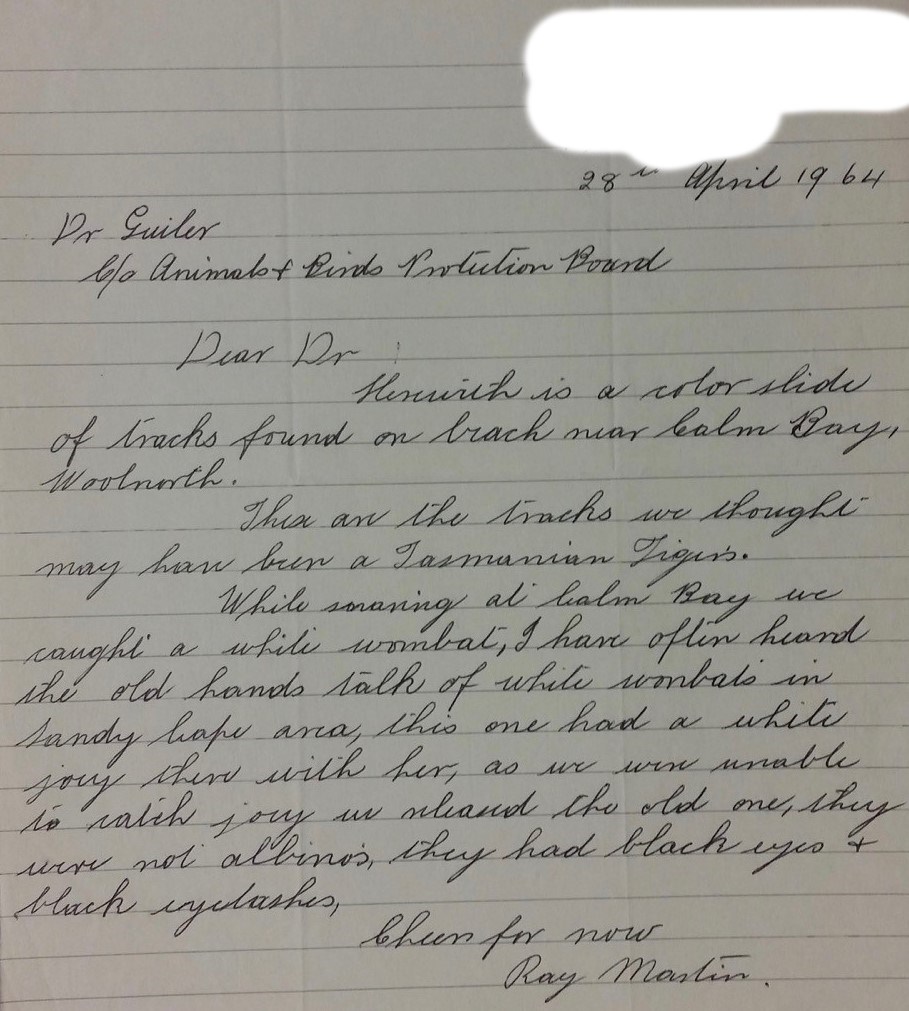 28th April 1964
Dr Guiler
C/o Animals & Birds Protection Board
Dear Dr
Herewith is a color slide
of tracks found on beach near Calm Bay,
Woolnorth.
These are the tracks we thought
may have been a Tasmanian Tigers.
While snaring at Calm Bay we
caught a white wombat, I have often heard
the old hands talk of white wombats in
Sandy Cape area, this one had a white
joey there with her, as we were unable
to catch joey we released the old one, they
were not albinos, they had black eyes &
black eyelashes,
Cheers for now
Ray Martin.